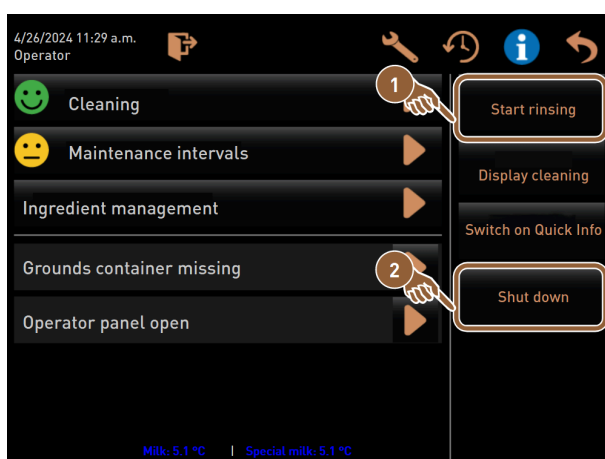 4/26/2024 11:29 a.m.
Operator
1
Cleaning
Start rinsing
Maintenance intervals
Display cleaning
Ingredient management
Switch on Quick Info
Grounds container missing
2
Shut down
Operator panel open
Milk: 5.1 °C | Special milk: 5.1 °C